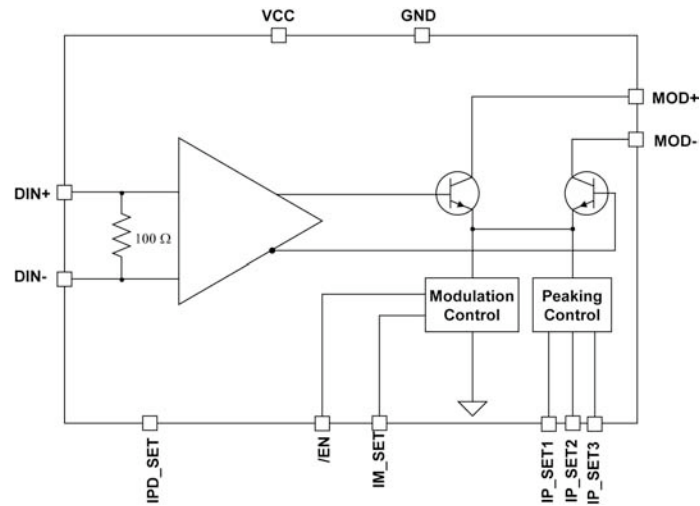 VCC
GND
MOD+
MOD-
DIN+
100 Ω
DIN-
Modulation
Control
Peaking
Control
IPD_SET
/EN
IM_SET
IP_SET1
IP_SET2
IP_SET3